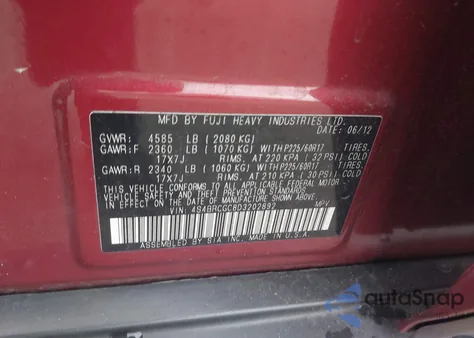 MFD BY FUJI HEAVY INDUSTRIES LTD.
DATE: 06/12
GVWR: 4585 LB ( 2080 KG)
GAWR:F 2360 LB ( 1070 KG) WITH P225/60R17 TIRES,
17X7J RIMS, AT 220 KPA ( 32 PSI) COLD
GAWR:R 2340 LB ( 1060 KG) WITH P225/60R17 TIRES,
17X7J RIMS, AT 210 KPA ( 30 PSI) COLD
THIS VEHICLE CONFORMS TO ALL APPLICABLE FEDERAL MOTOR
VEHICLE SAFETY AND THEFT PREVENTION STANDARDS IN
EFFECT ON THE DATE OF MANUFACTURE SHOWN ABOVE.
VIN: 4S4BRCGC8D3202892 MPV
ASSEMBLED BY SIA INC. MADE IN U.S.A.
autoSnap